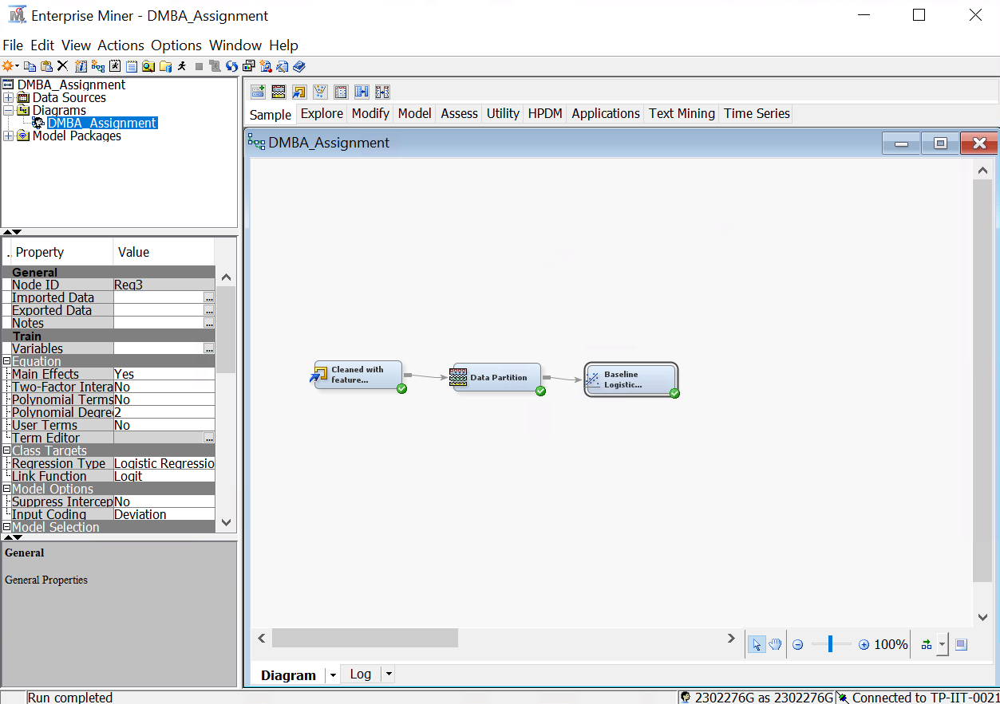 Enterprise Miner - DMBA_Assignment
File Edit View Actions Options Window Help
DMBA_Assignment
Data Sources
Diagrams
DMBA_Assignment
Model Packages
Sample Explore Modify Model Assess Utility HPDM Applications Text Mining Time Series
DMBA_Assignment
. Property Value
General
Node ID Reg3
Imported Data ...
Exported Data ...
Notes ...
Train
Variables ...
Equation
Main Effects Yes
Two-Factor Intera No
Polynomial Terms No
Polynomial Degre 2
User Terms No
Term Editor ...
Class Targets
Regression Type Logistic Regressio
Link Function Logit
Model Options
Suppress Intercep No
Input Coding Deviation
Model Selection
General
General Properties
Cleaned with
feature...
Data Partition
Baseline
Logistic...
100%
Diagram Log
Run completed 2302276G as 2302276G Connected to TP-IIT-0021